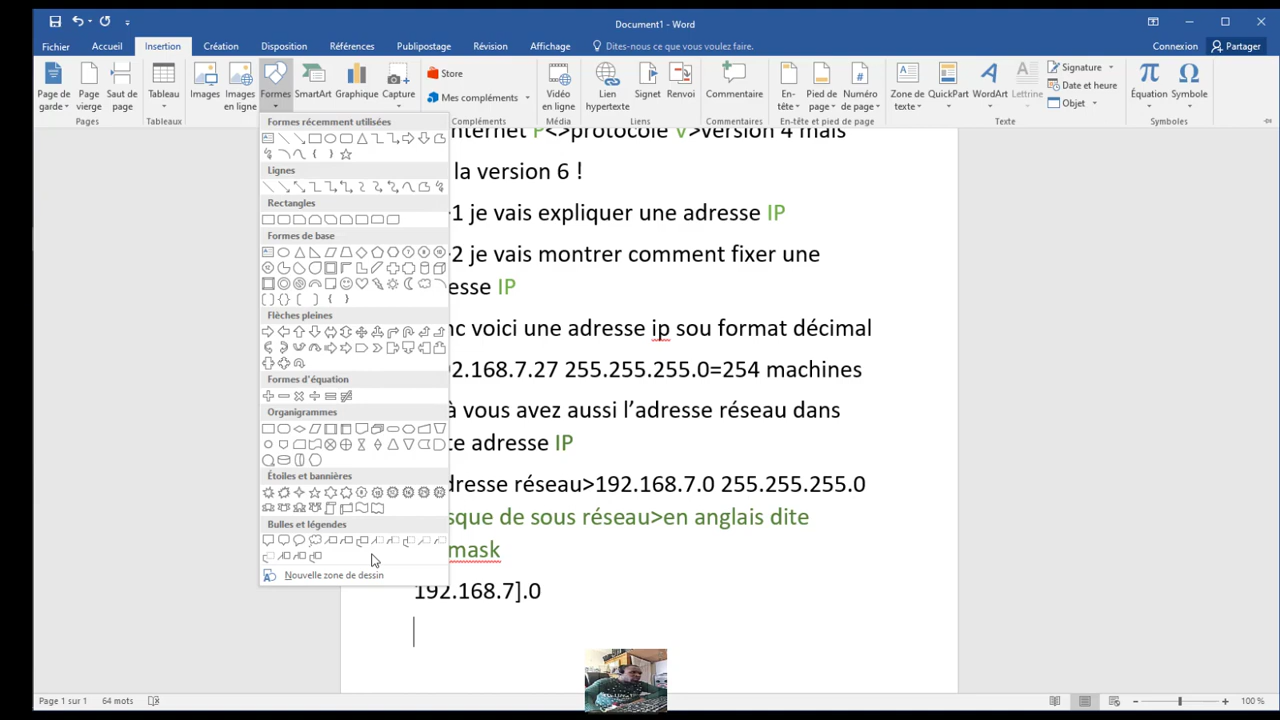 Document1 - Word
Fichier Accueil Insertion Création Disposition Références Publipostage Révision Affichage Dites-nous ce que vous voulez faire. Connexion Partager
Page de garde Page vierge Saut de page
Tableau
Images Images en ligne Formes SmartArt Graphique Capture
Store
Mes compléments
Vidéo en ligne
Lien hypertexte Signet Renvoi
Commentaire
En-tête Pied de page Numéro de page
Zone de texte QuickPart WordArt Lettrine
Signature
Date et heure
Objet
Équation Symbole
Pages Tableaux Compléments Média Liens Commentaires En-tête et pied de page Texte Symboles
Formes récemment utilisées
Lignes
Rectangles
Formes de base
Flèches pleines
Formes d'équation
Organigrammes
Étoiles et bannières
Bulles et légendes
Nouvelle zone de dessin
internet P<>protocole V>version 4 mais
la version 6 !
1 je vais expliquer une adresse IP
2 je vais montrer comment fixer une
esse IP
nc voici une adresse ip sou format décimal
2.168.7.27 255.255.255.0=254 machines
à vous avez aussi l’adresse réseau dans
te adresse IP
dresse réseau>192.168.7.0 255.255.255.0
sque de sous réseau>en anglais dite
mask
192.168.7].0
Page 1 sur 1 64 mots 100 %